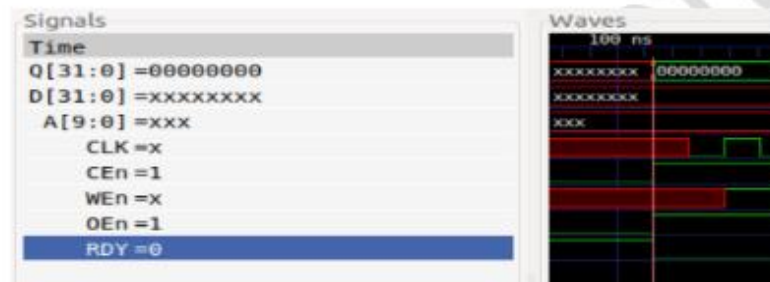 Signals
Waves
Time
100 ns
Q[31:0] =00000000
xxxxxxxx 00000000
D[31:0] =xxxxxxxx
xxxxxxxx
A[9:0] =xxx
xxx
CLK =x
CEn =1
WEn =x
OEn =1
RDY =0